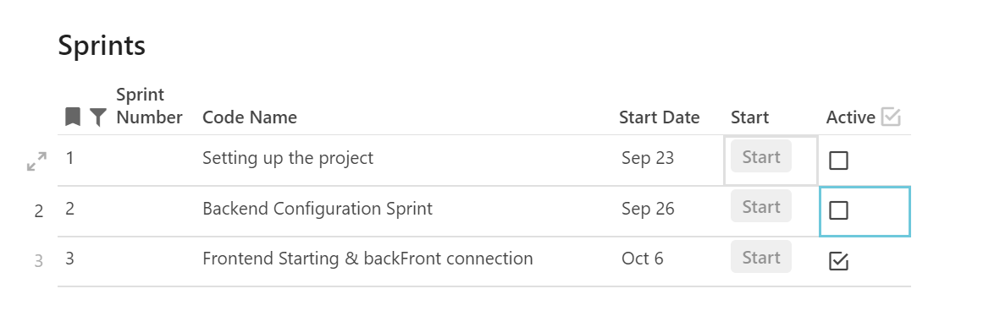 Sprints
Sprint Number Code Name Start Date Start Active
1 Setting up the project Sep 23 Start
2 2 Backend Configuration Sprint Sep 26 Start
3 3 Frontend Starting & backFront connection Oct 6 Start